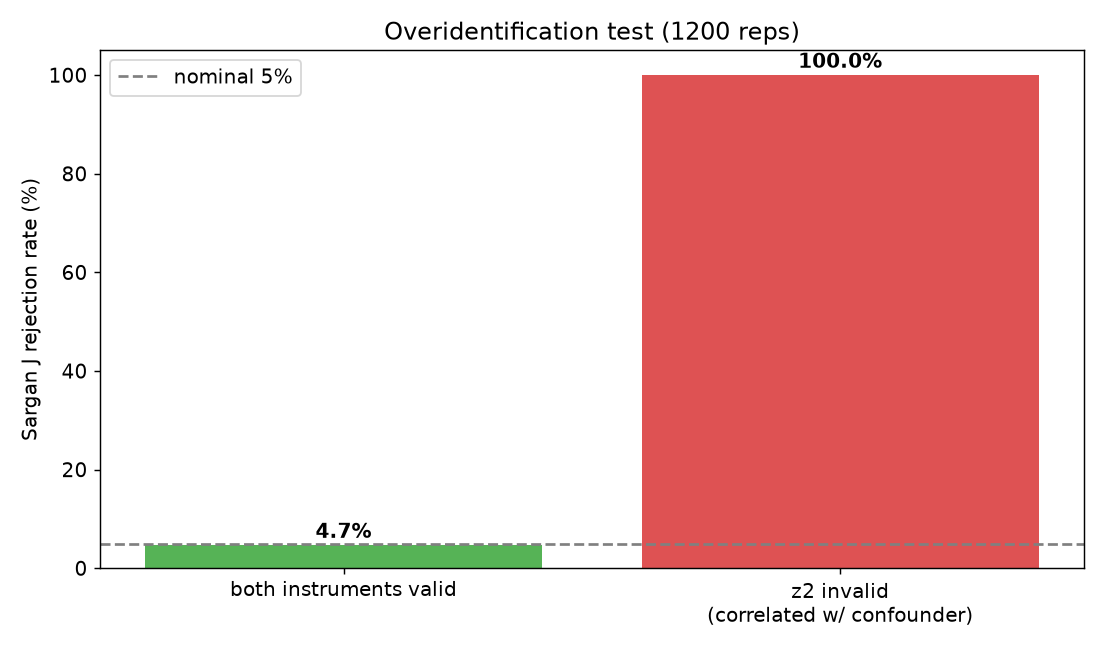 Overidentification test (1200 reps)
nominal 5%
Sargan J rejection rate (%)
100
80
60
40
20
0
4.7%
100.0%
both instruments valid
z2 invalid
(correlated w/ confounder)